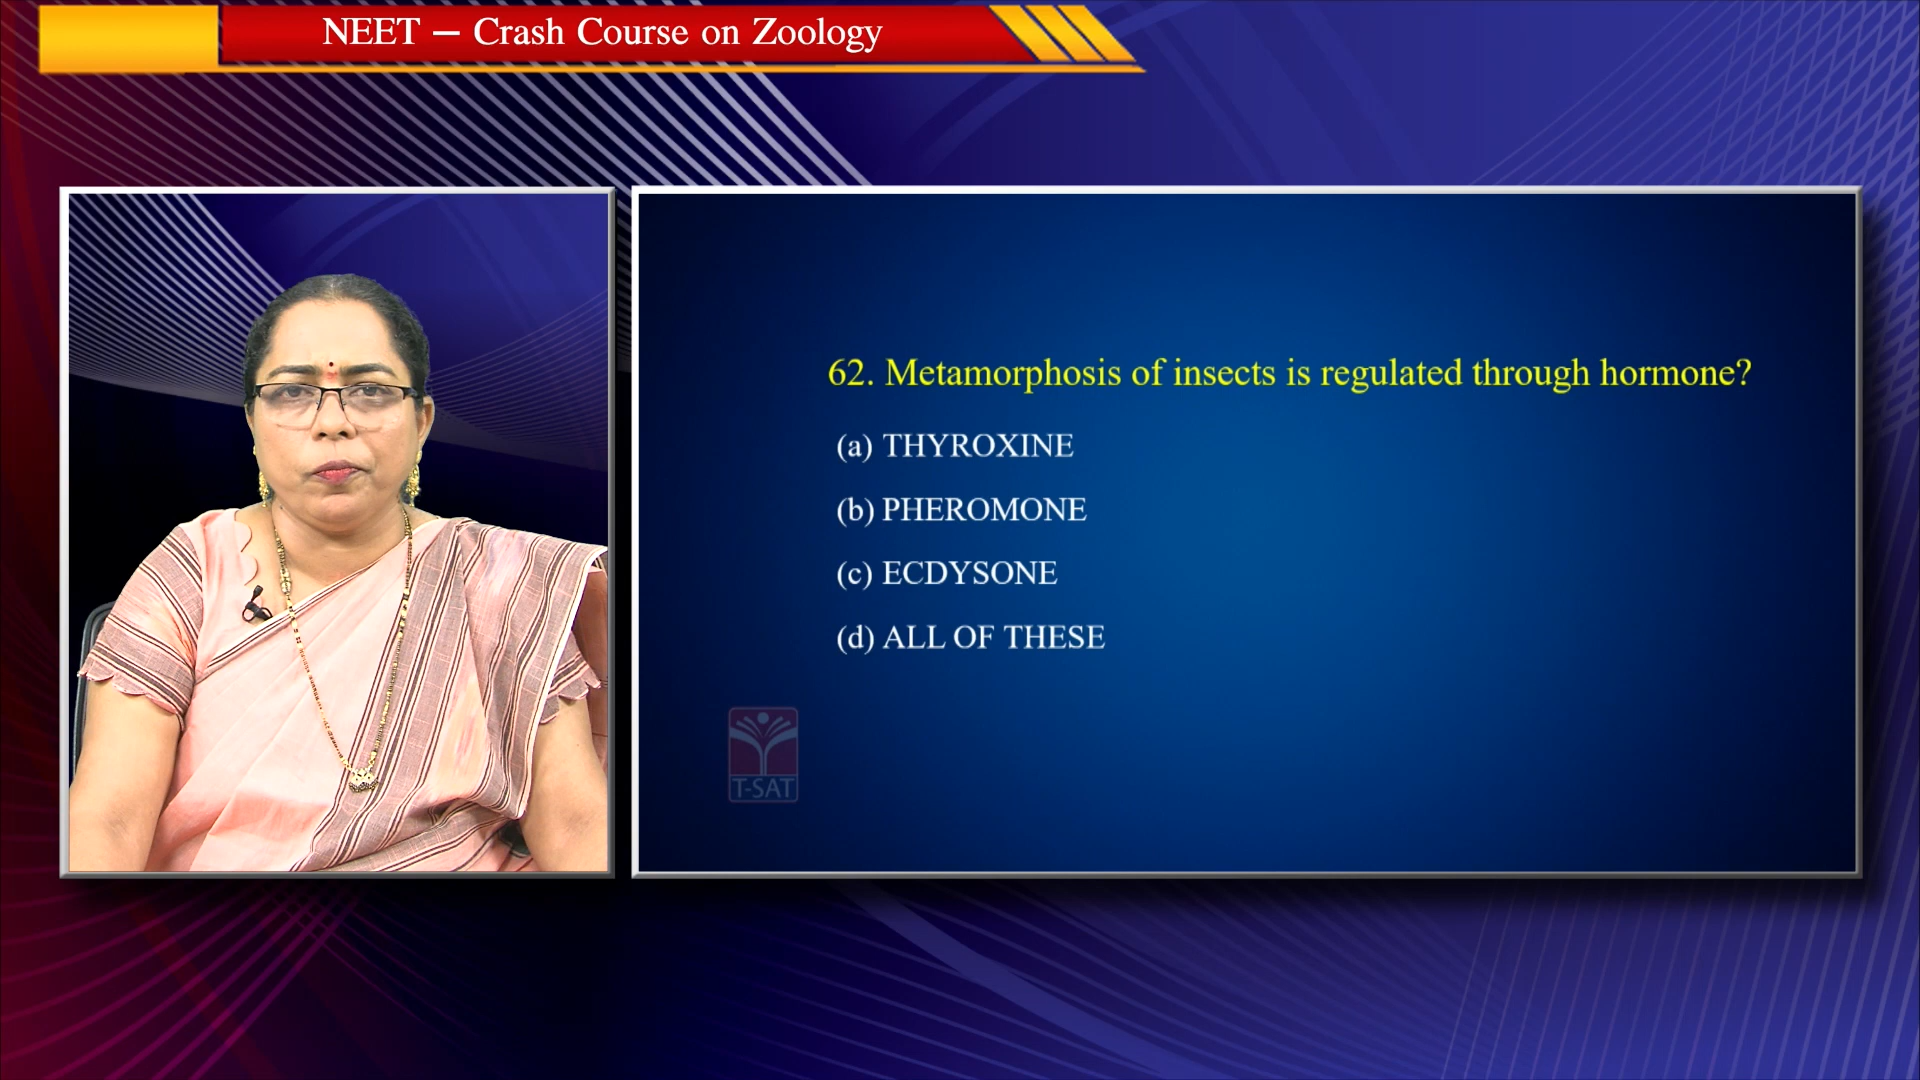 NEET – Crash Course on Zoology
62. Metamorphosis of insects is regulated through hormone?
(a) THYROXINE
(b) PHEROMONE
(c) ECDYSONE
(d) ALL OF THESE
T-SAT